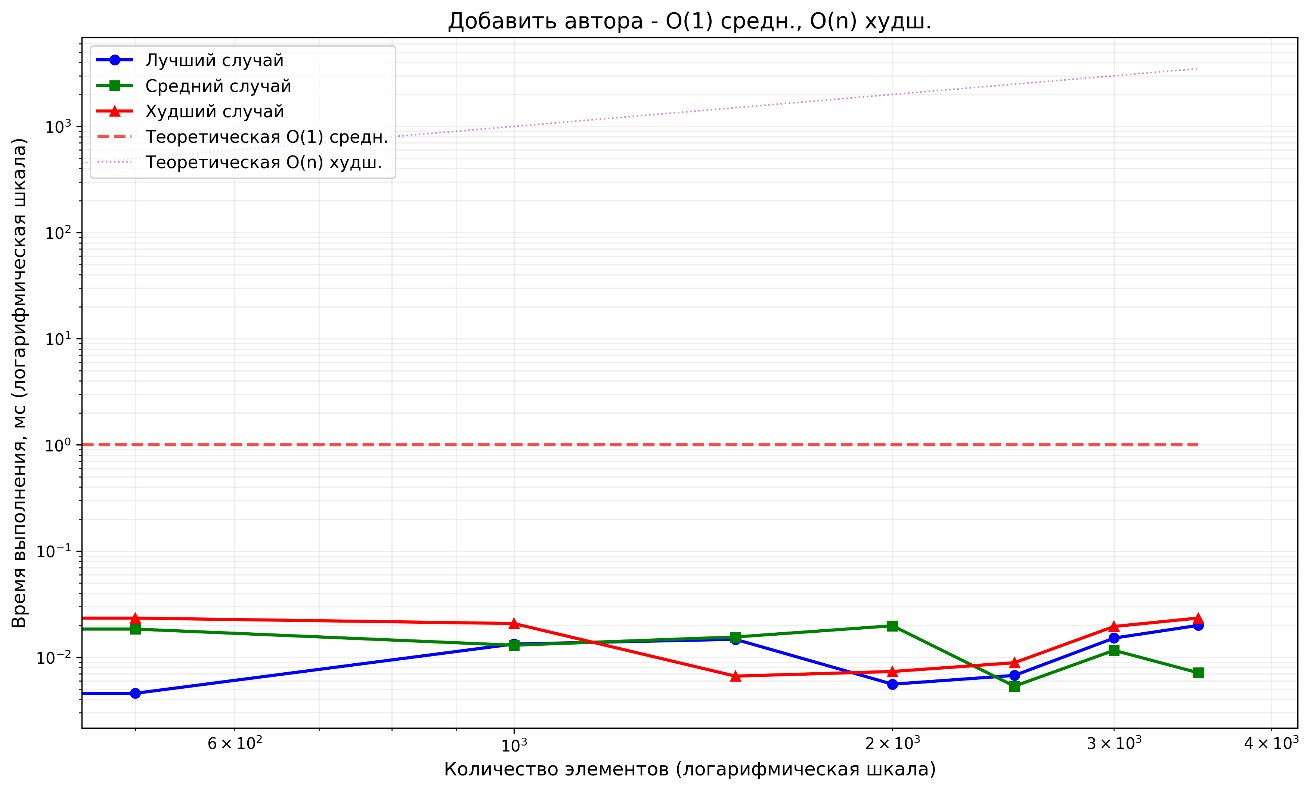 Добавить автора - O(1) средн., O(n) худш.
Лучший случай
Средний случай
Худший случай
Теоретическая O(1) средн.
Теоретическая O(n) худш.
Время выполнения, мс (логарифмическая шкала)
10³
10²
10¹
10⁰
10⁻¹
10⁻²
6 × 10² 10³ 2 × 10³ 3 × 10³ 4 × 10³
Количество элементов (логарифмическая шкала)